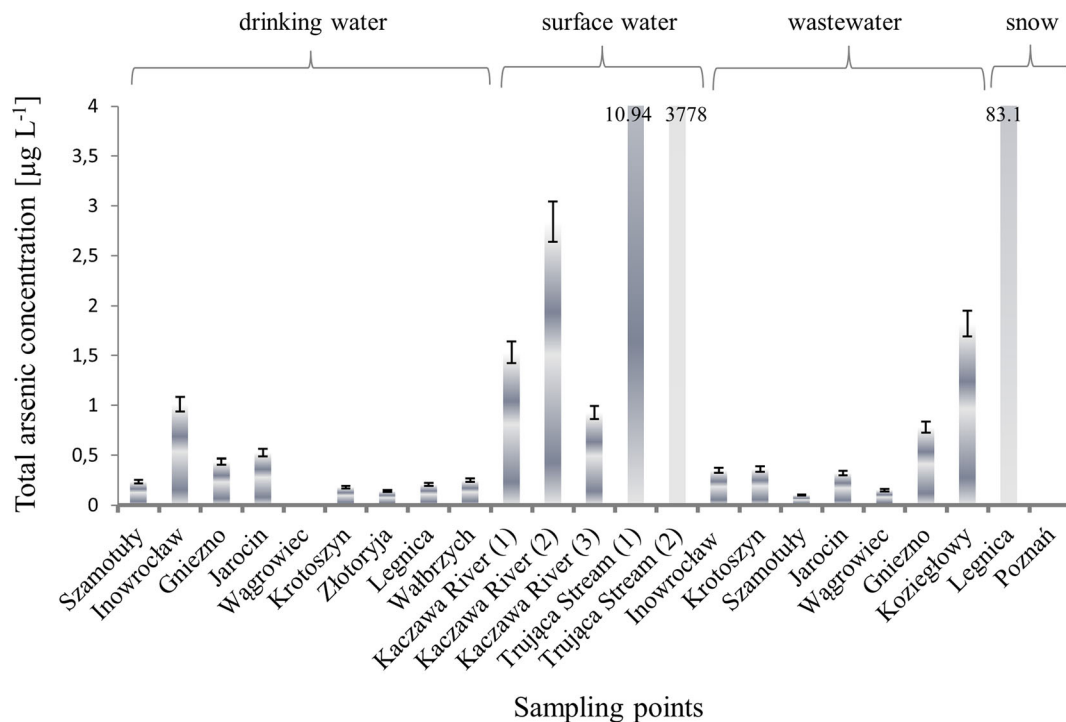 drinking water surface water wastewater snow
Total arsenic concentration [µg L-1]
4
3,5
3
2,5
2
1,5
1
0,5
0
10.94 3778 83.1
Szamotuły
Inowrocław
Gniezno
Jarocin
Wągrowiec
Krotoszyn
Złotoryja
Legnica
Wałbrzych
Kaczawa River (1)
Kaczawa River (2)
Kaczawa River (3)
Trująca Stream (1)
Trująca Stream (2)
Inowrocław
Krotoszyn
Szamotuły
Jarocin
Wągrowiec
Gniezno
Koziegłowy
Legnica
Poznań
Sampling points